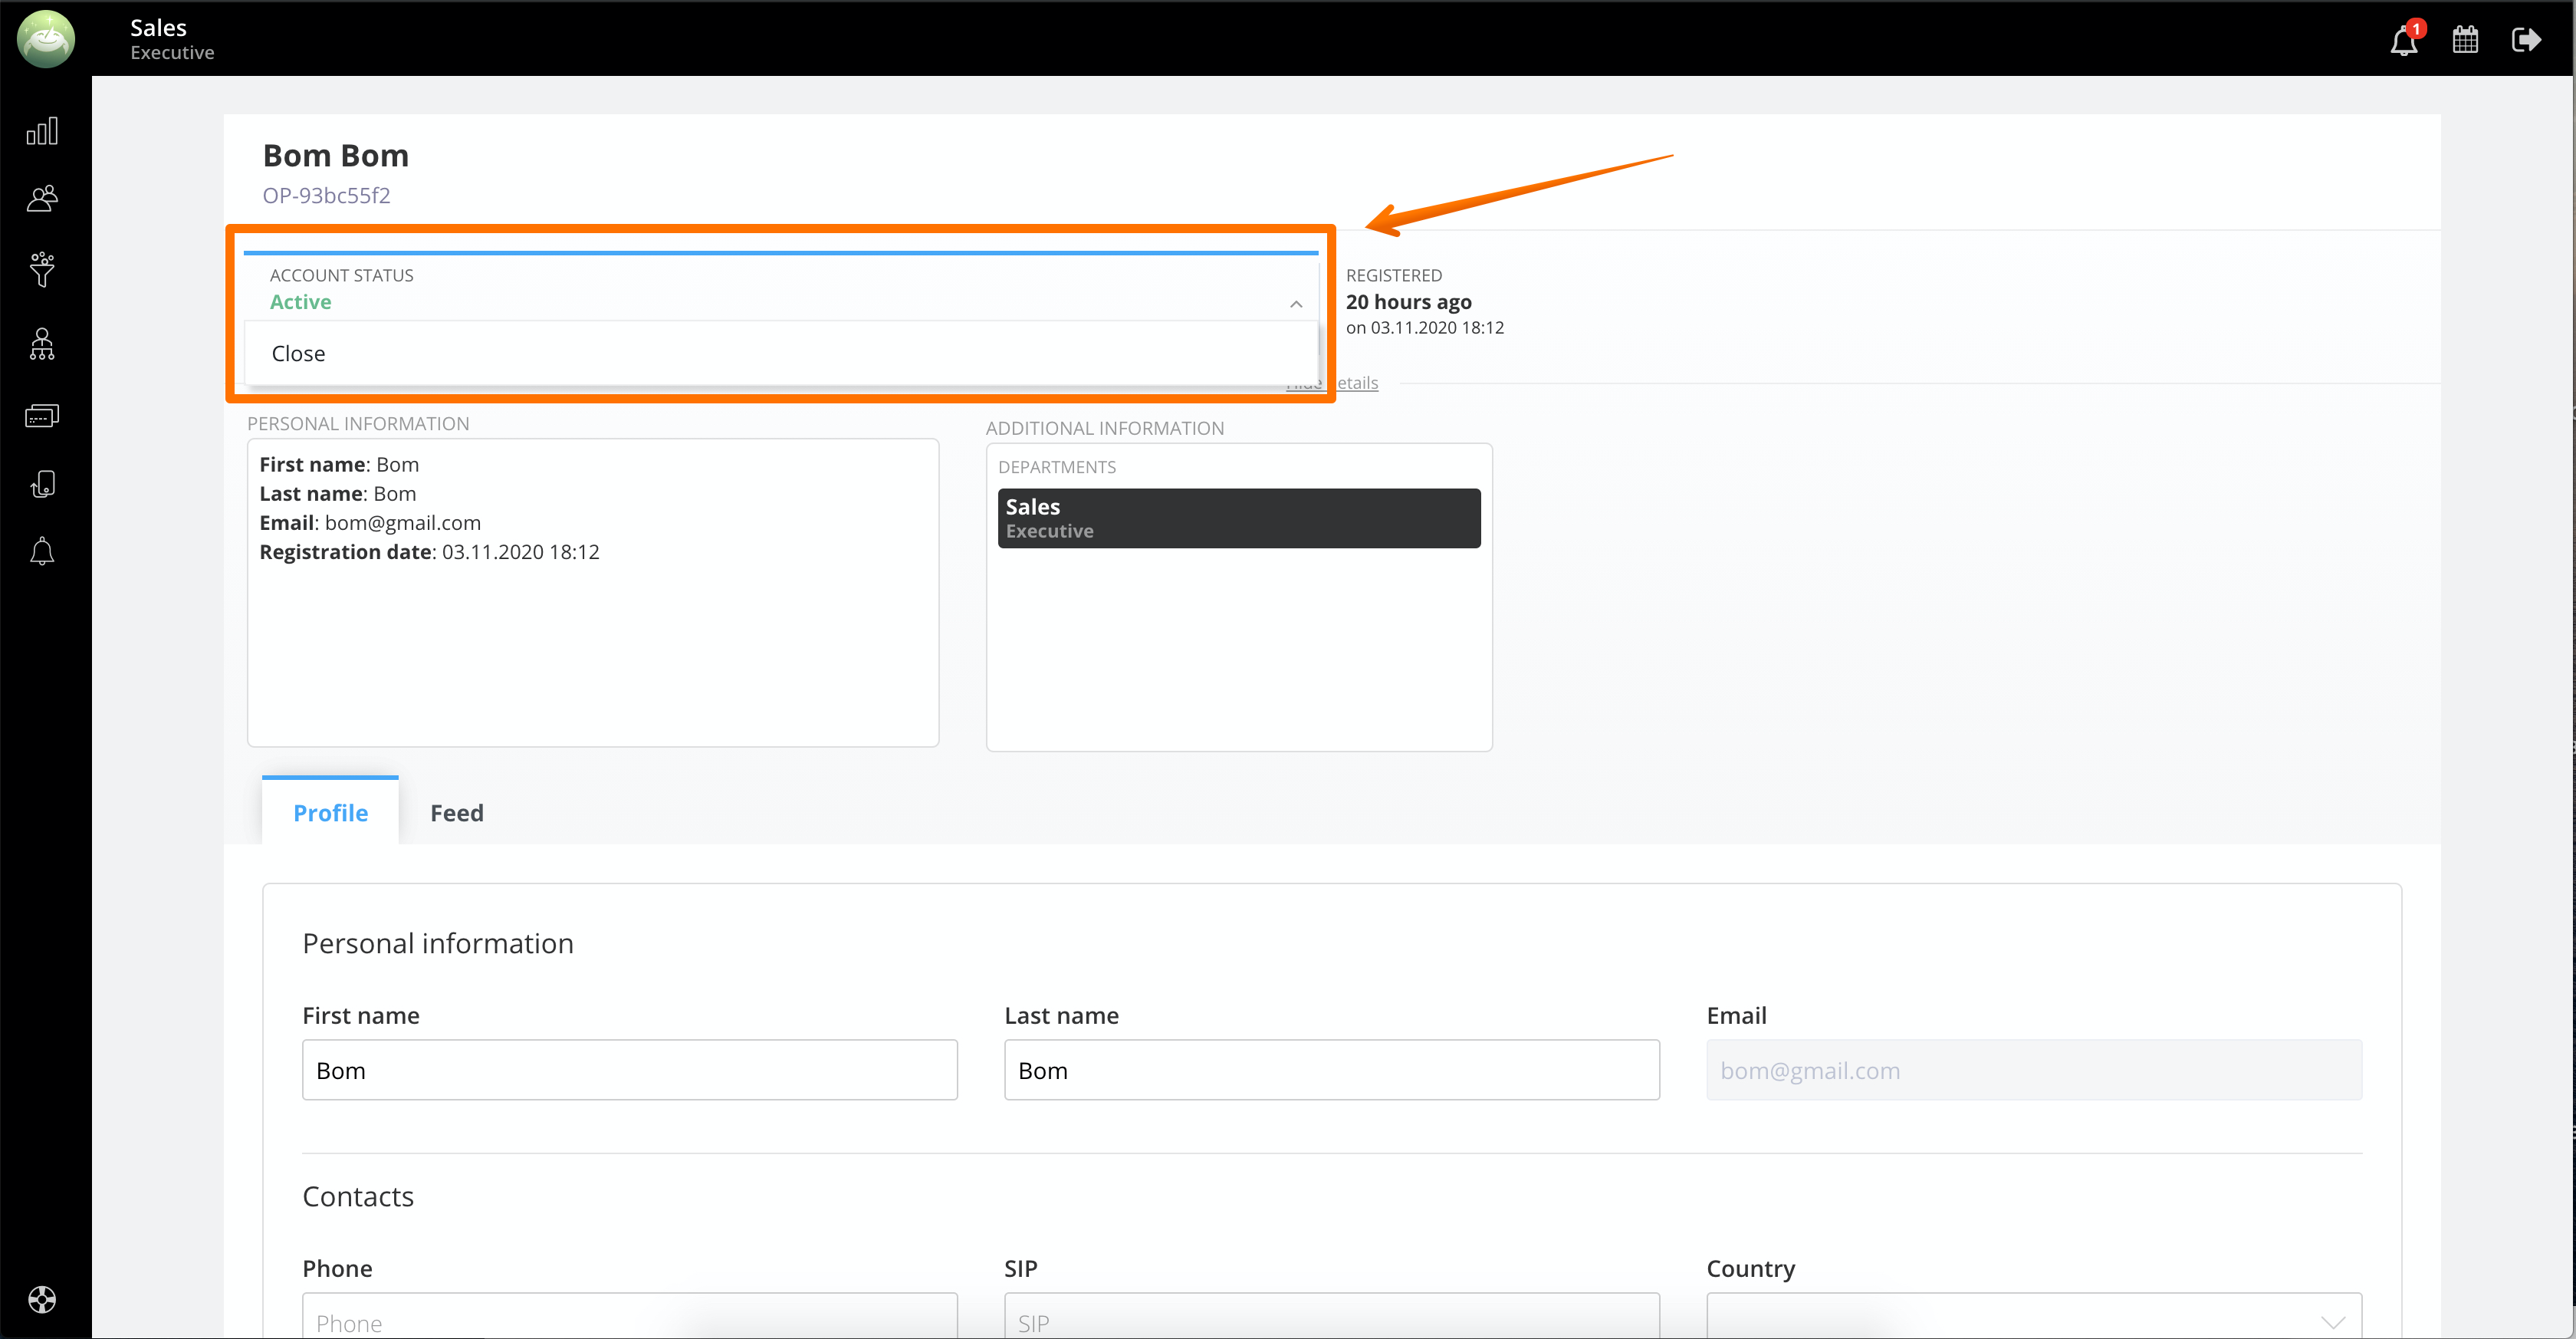 Sales
Executive
1
Bom Bom
OP-93bc55f2
ACCOUNT STATUS
Active
Close
REGISTERED
20 hours ago
on 03.11.2020 18:12
Hide details
PERSONAL INFORMATION
First name: Bom
Last name: Bom
Email: bom@gmail.com
Registration date: 03.11.2020 18:12
ADDITIONAL INFORMATION
DEPARTMENTS
Sales
Executive
Profile
Feed
Personal information
First name
Last name
Email
Bom
Bom
bom@gmail.com
Contacts
Phone
SIP
Country
Phone
SIP